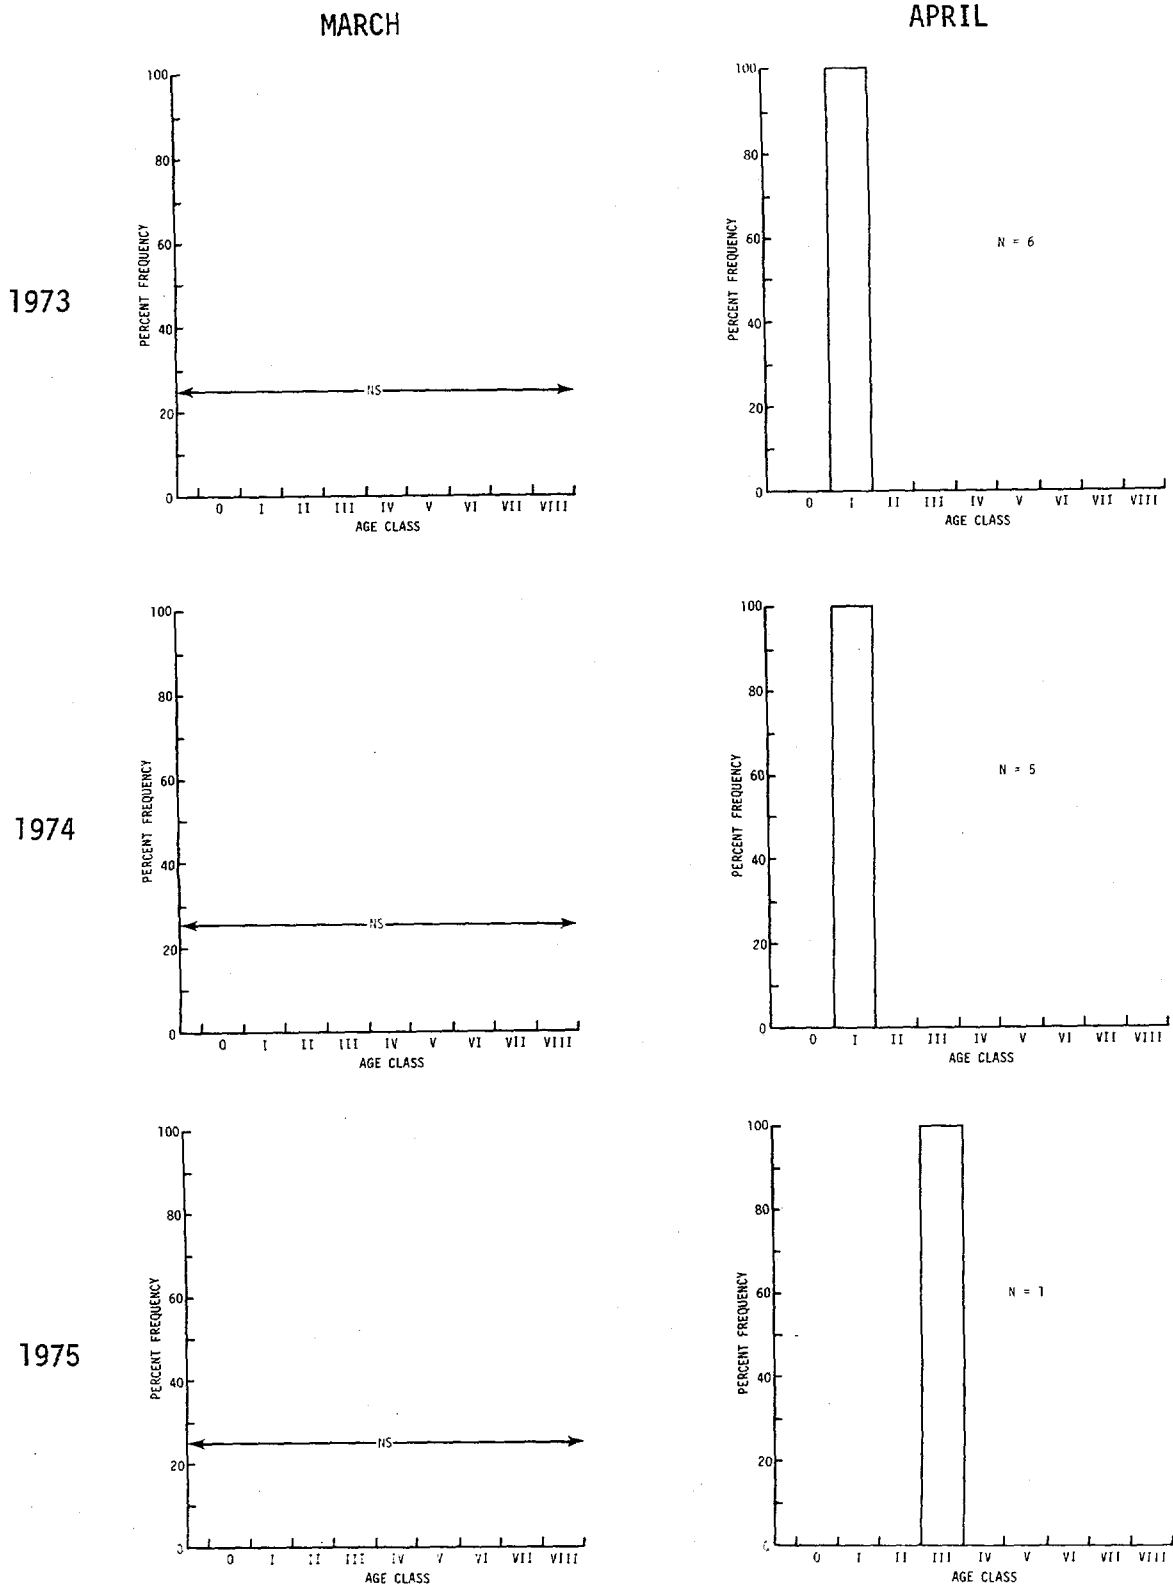 MARCH
APRIL
1973
PERCENT FREQUENCY
100
80
60
40
20
0
NS
0 I II III IV V VI VII VIII
AGE CLASS
PERCENT FREQUENCY
100
80
60
40
20
0
N = 6
0 I II III IV V VI VII VIII
AGE CLASS
1974
PERCENT FREQUENCY
100
80
60
40
20
0
NS
0 I II III IV V VI VII VIII
AGE CLASS
PERCENT FREQUENCY
100
80
60
40
20
0
N = 5
0 I II III IV V VI VII VIII
AGE CLASS
1975
PERCENT FREQUENCY
100
80
60
40
20
0
NS
0 I II III IV V VI VII VIII
AGE CLASS
PERCENT FREQUENCY
100
80
60
40
20
0
N = 1
0 I II III IV V VI VII VIII
AGE CLASS